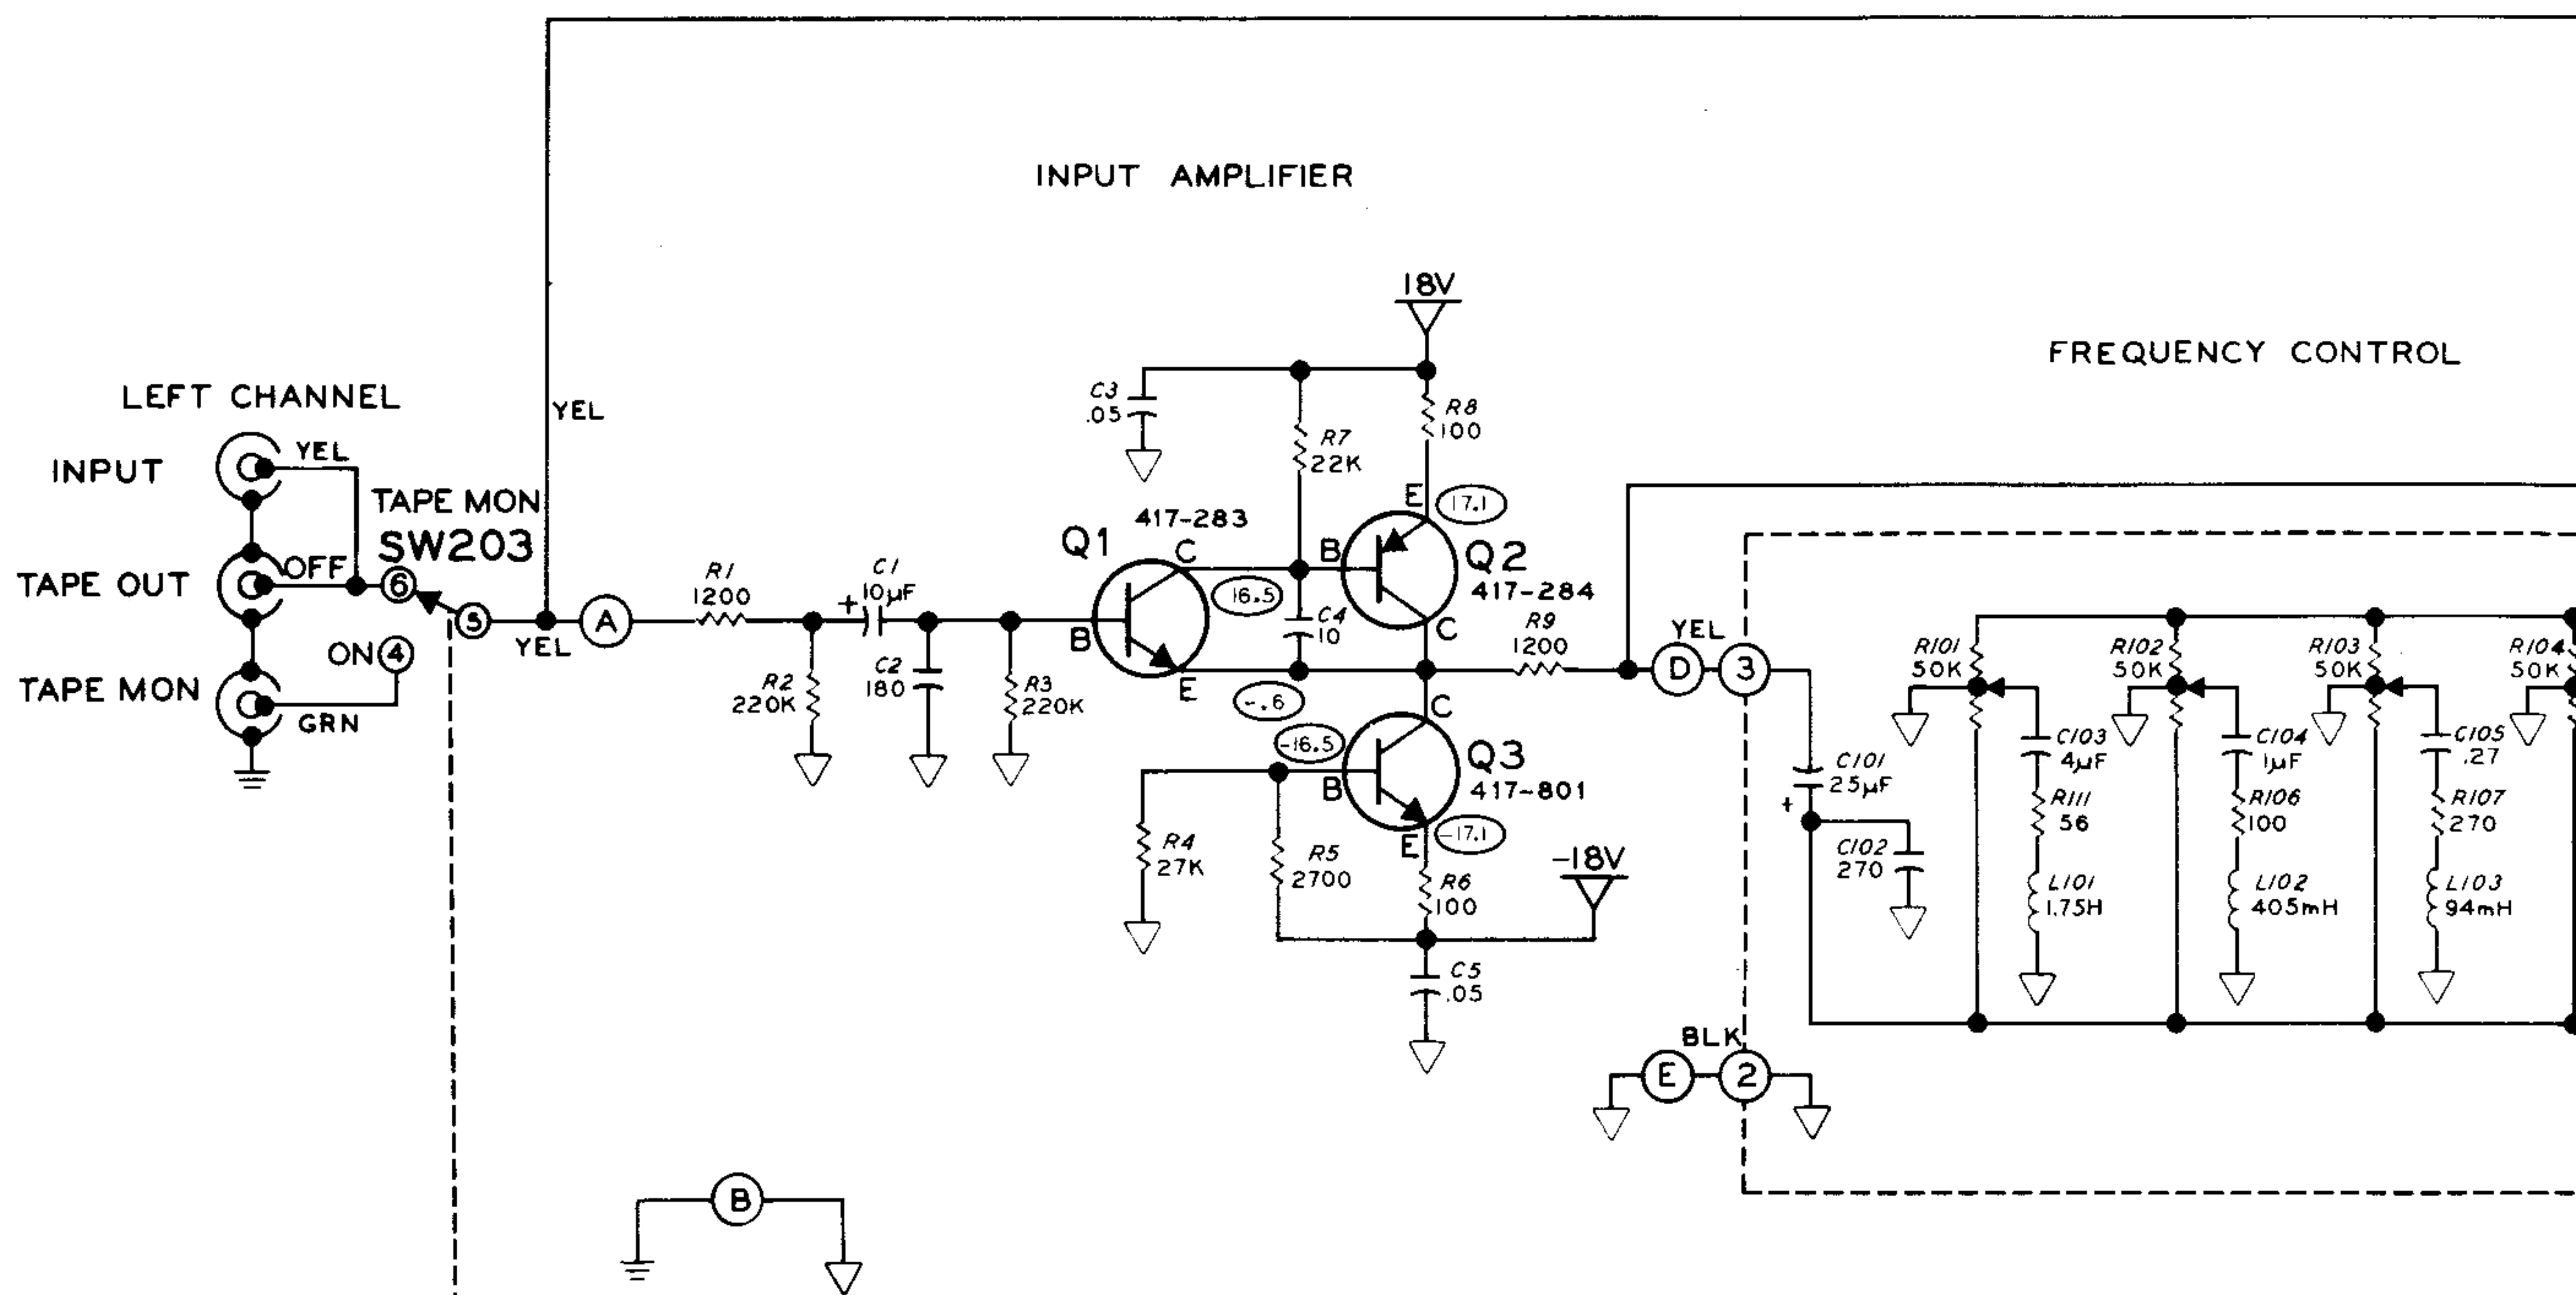 INPUT AMPLIFIER
18V
FREQUENCY CONTROL
LEFT CHANNEL
YEL
C3
.05
R8
100
R7
22K
INPUT
YEL
TAPE MON
SW203
OFF
6
5
TAPE OUT
ON 4
TAPE MON
GRN
YEL
A
R1
1200
R2
220K
C1
+ 10µF
C2
180
R3
220K
Q1
417-283
C
B
E
16.5
-.6
C4
10
E
17.1
B
Q2
417-284
C
R9
1200
YEL
D
3
C
-16.5
B
Q3
417-801
E
-17.1
R4
27K
R5
2700
R6
100
-18V
C5
.05
C101
25µF
+
C102
270
R101
50K
C103
4µF
R111
56
L101
1.75H
R102
50K
C104
1µF
R106
100
L102
405mH
R103
50K
C105
.27
R107
270
L103
94mH
R104
50K
BLK
E
2
B